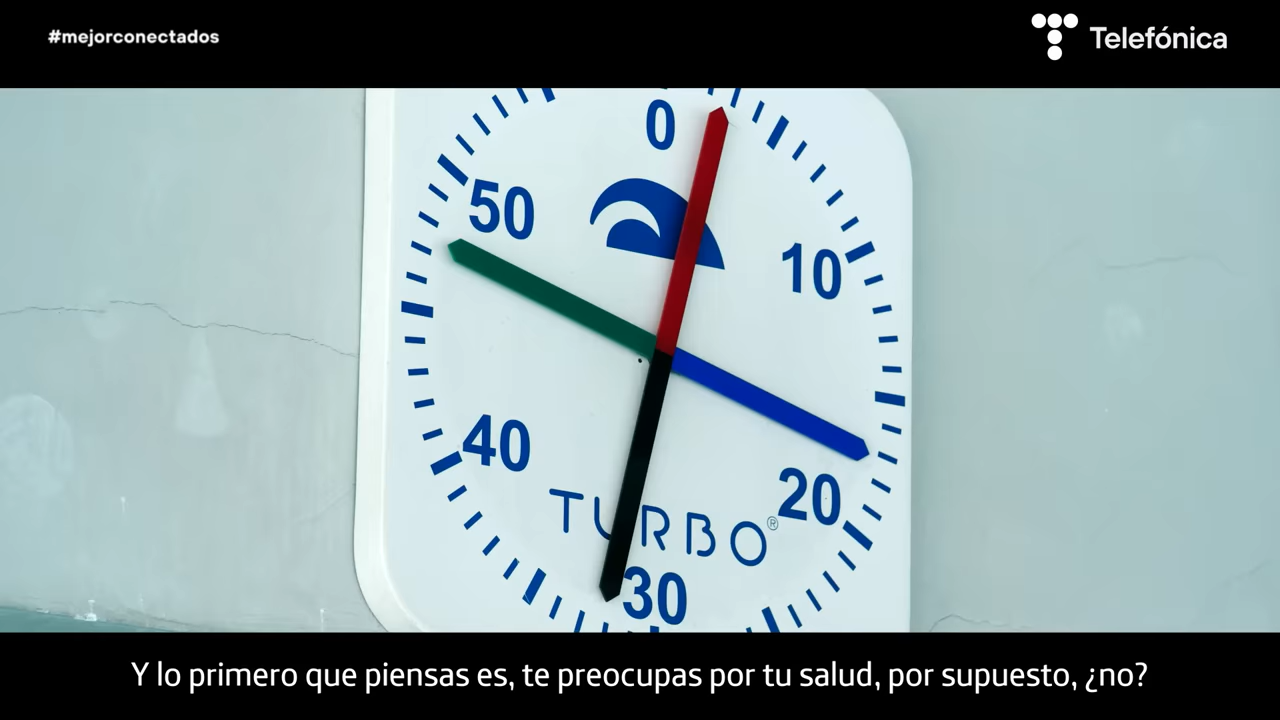 #mejorconectados
Telefónica
0
50
10
40
20
TURBO®
30
Y lo primero que piensas es, te preocupas por tu salud, por supuesto, ¿no?